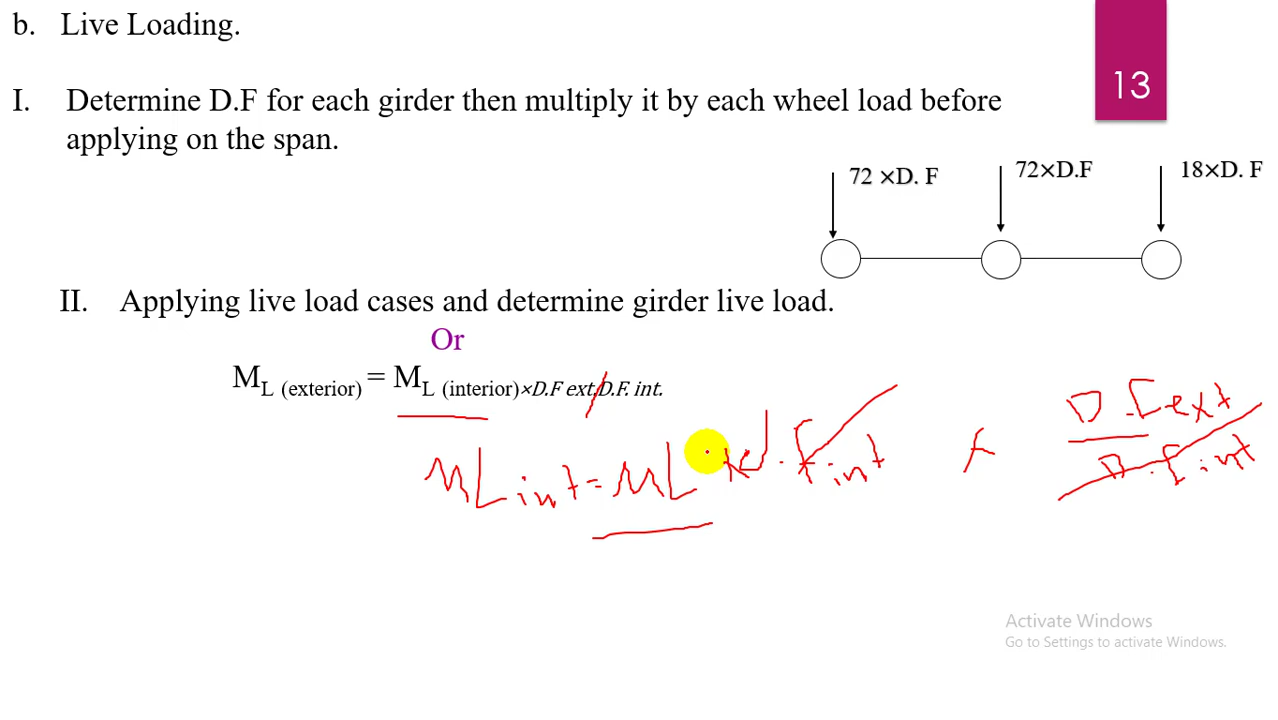 b. Live Loading.
13
I. Determine D.F for each girder then multiply it by each wheel load before
applying on the span.
72 ×D. F 72×D.F 18×D. F
II. Applying live load cases and determine girder live load.
Or
ML (exterior) = ML (interior)×D.F ext/D.F. int.
ML int = ML × d.f int × D.F ext
D.F int
Activate Windows
Go to Settings to activate Windows.